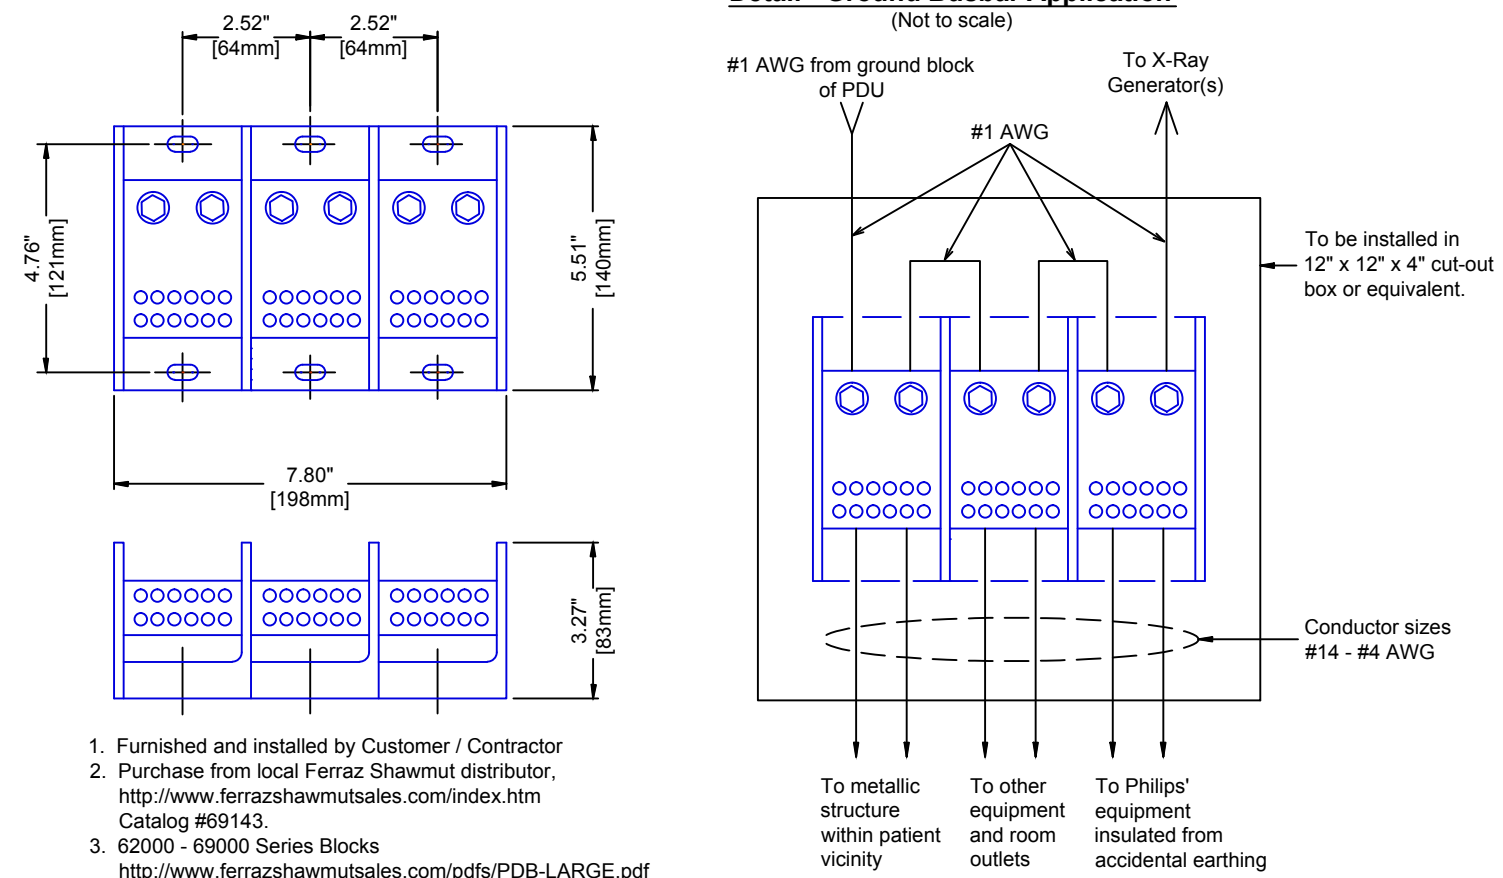 2.52"
[64mm]
2.52"
[64mm]
4.76"
[121mm]
5.51"
[140mm]
7.80"
[198mm]
3.27"
[83mm]
1. Furnished and installed by Customer / Contractor
2. Purchase from local Ferraz Shawmut distributor,
http://www.ferrazshawmutsales.com/index.htm
Catalog #69143.
3. 62000 - 69000 Series Blocks
http://www.ferrazshawmutsales.com/pdfs/PDB-LARGE.pdf
Detail - Ground Busbar Application
(Not to scale)
#1 AWG from ground block
of PDU
To X-Ray
Generator(s)
#1 AWG
To be installed in
12" x 12" x 4" cut-out
box or equivalent.
Conductor sizes
#14 - #4 AWG
To metallic
structure
within patient
vicinity
To other
equipment
and room
outlets
To Philips'
equipment
insulated from
accidental earthing